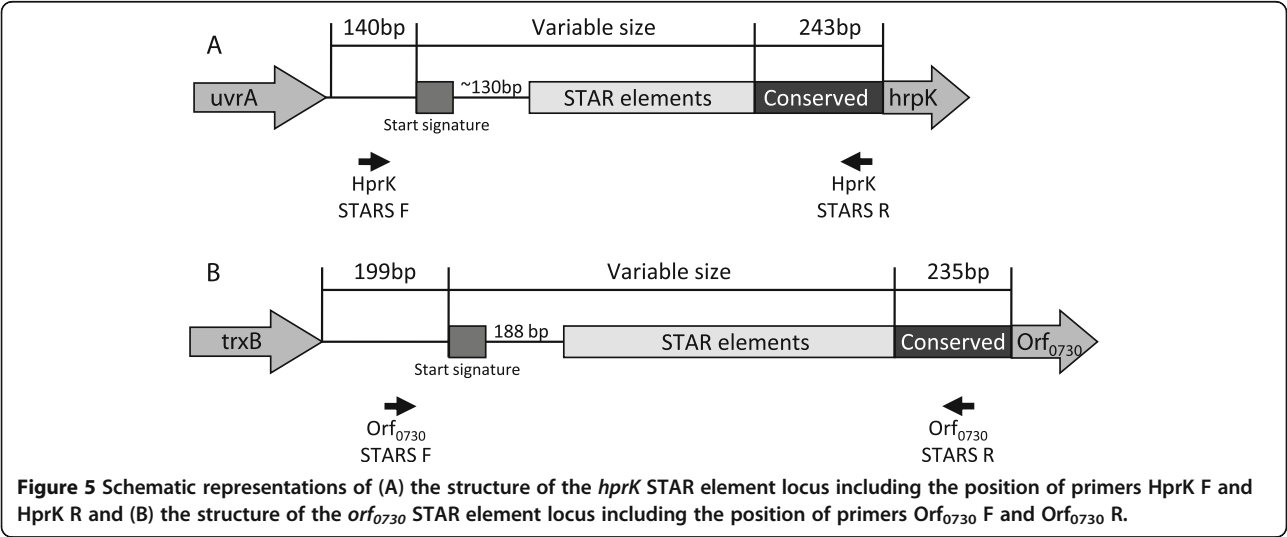 A
140bp
Variable size
243bp
uvrA
~130bp
STAR elements
Conserved
hrpK
Start signature
HprK
STARS F
HprK
STARS R
B
199bp
Variable size
235bp
trxB
188 bp
STAR elements
Conserved
Orf₀₇₃₀
Start signature
Orf₀₇₃₀
STARS F
Orf₀₇₃₀
STARS R
Figure 5 Schematic representations of (A) the structure of the hprK STAR element locus including the position of primers HprK F and
HprK R and (B) the structure of the orf₀₇₃₀ STAR element locus including the position of primers Orf₀₇₃₀ F and Orf₀₇₃₀ R.